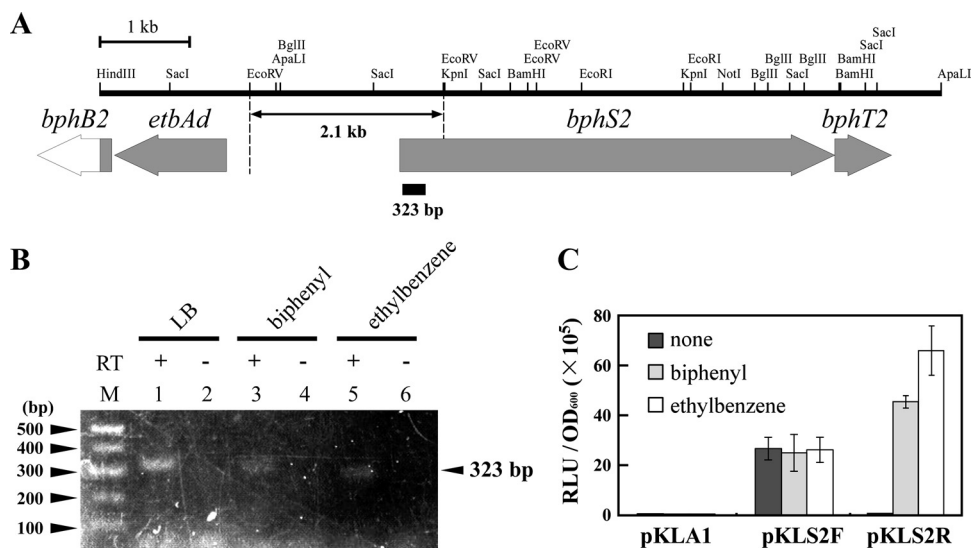 A
1 kb
HindIII
SacI
EcoRV
BglII
ApaLI
SacI
EcoRV
KpnI
SacI
BamHI
EcoRV
EcoRV
EcoRI
EcoRI
KpnI
NotI
BglII
BglII
SacI
BglII
BamHI
BamHI
SacI
SacI
ApaLI
bphB2
etbAd
2.1 kb
bphS2
bphT2
323 bp
B
LB
biphenyl
ethylbenzene
RT + - + - + -
M 1 2 3 4 5 6
(bp)
500
400
300
200
100
323 bp
C
RLU / OD600 (×10⁵)
80
60
40
20
0
none
biphenyl
ethylbenzene
pKLA1 pKLS2F pKLS2R